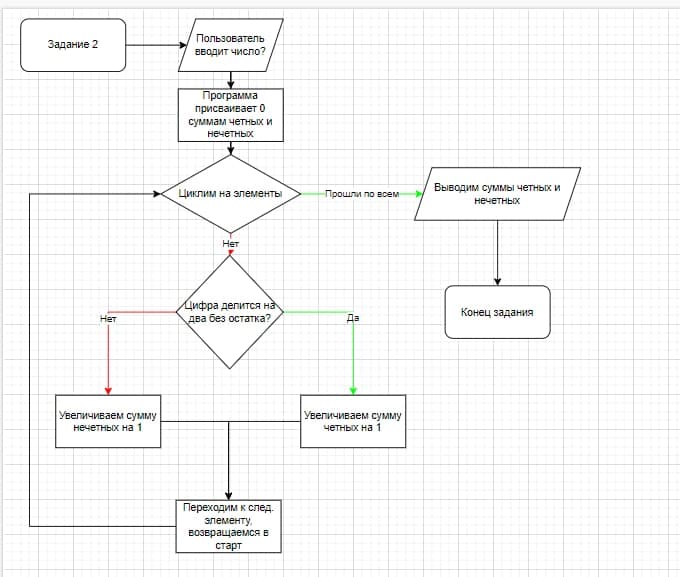 Задание 2
Пользователь
вводит число?
Программа
присваивает 0
суммам четных и
нечетных
Циклим на элементы
Прошли по всем
Выводим суммы четных и
нечетных
Нет
Конец задания
Цифра делится на
два без остатка?
Нет
Да
Увеличиваем сумму
нечетных на 1
Увеличиваем сумму
четных на 1
Переходим к след.
элементу,
возвращаемся в
старт